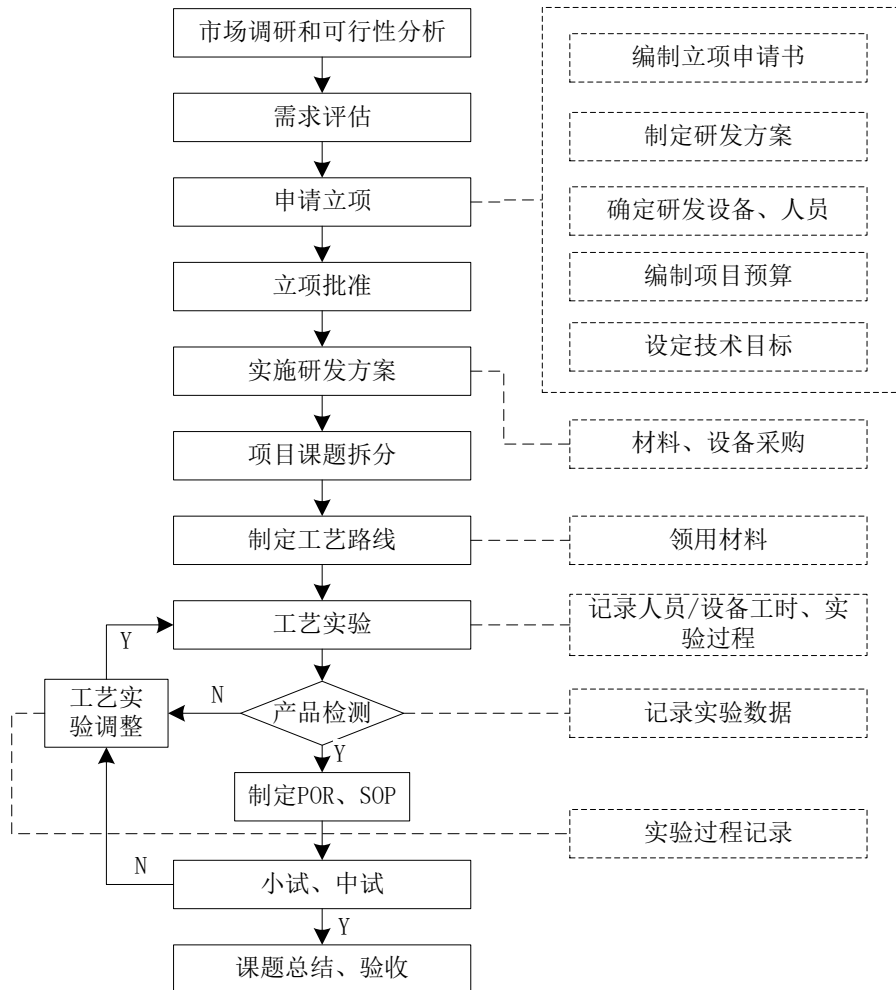 市场调研和可行性分析
需求评估
申请立项
立项批准
实施研发方案
项目课题拆分
制定工艺路线
工艺实验
Y
工艺实
验调整
N
产品检测
Y
制定POR、SOP
N
小试、中试
Y
课题总结、验收
编制立项申请书
制定研发方案
确定研发设备、人员
编制项目预算
设定技术目标
材料、设备采购
领用材料
记录人员/设备工时、实
验过程
记录实验数据
实验过程记录